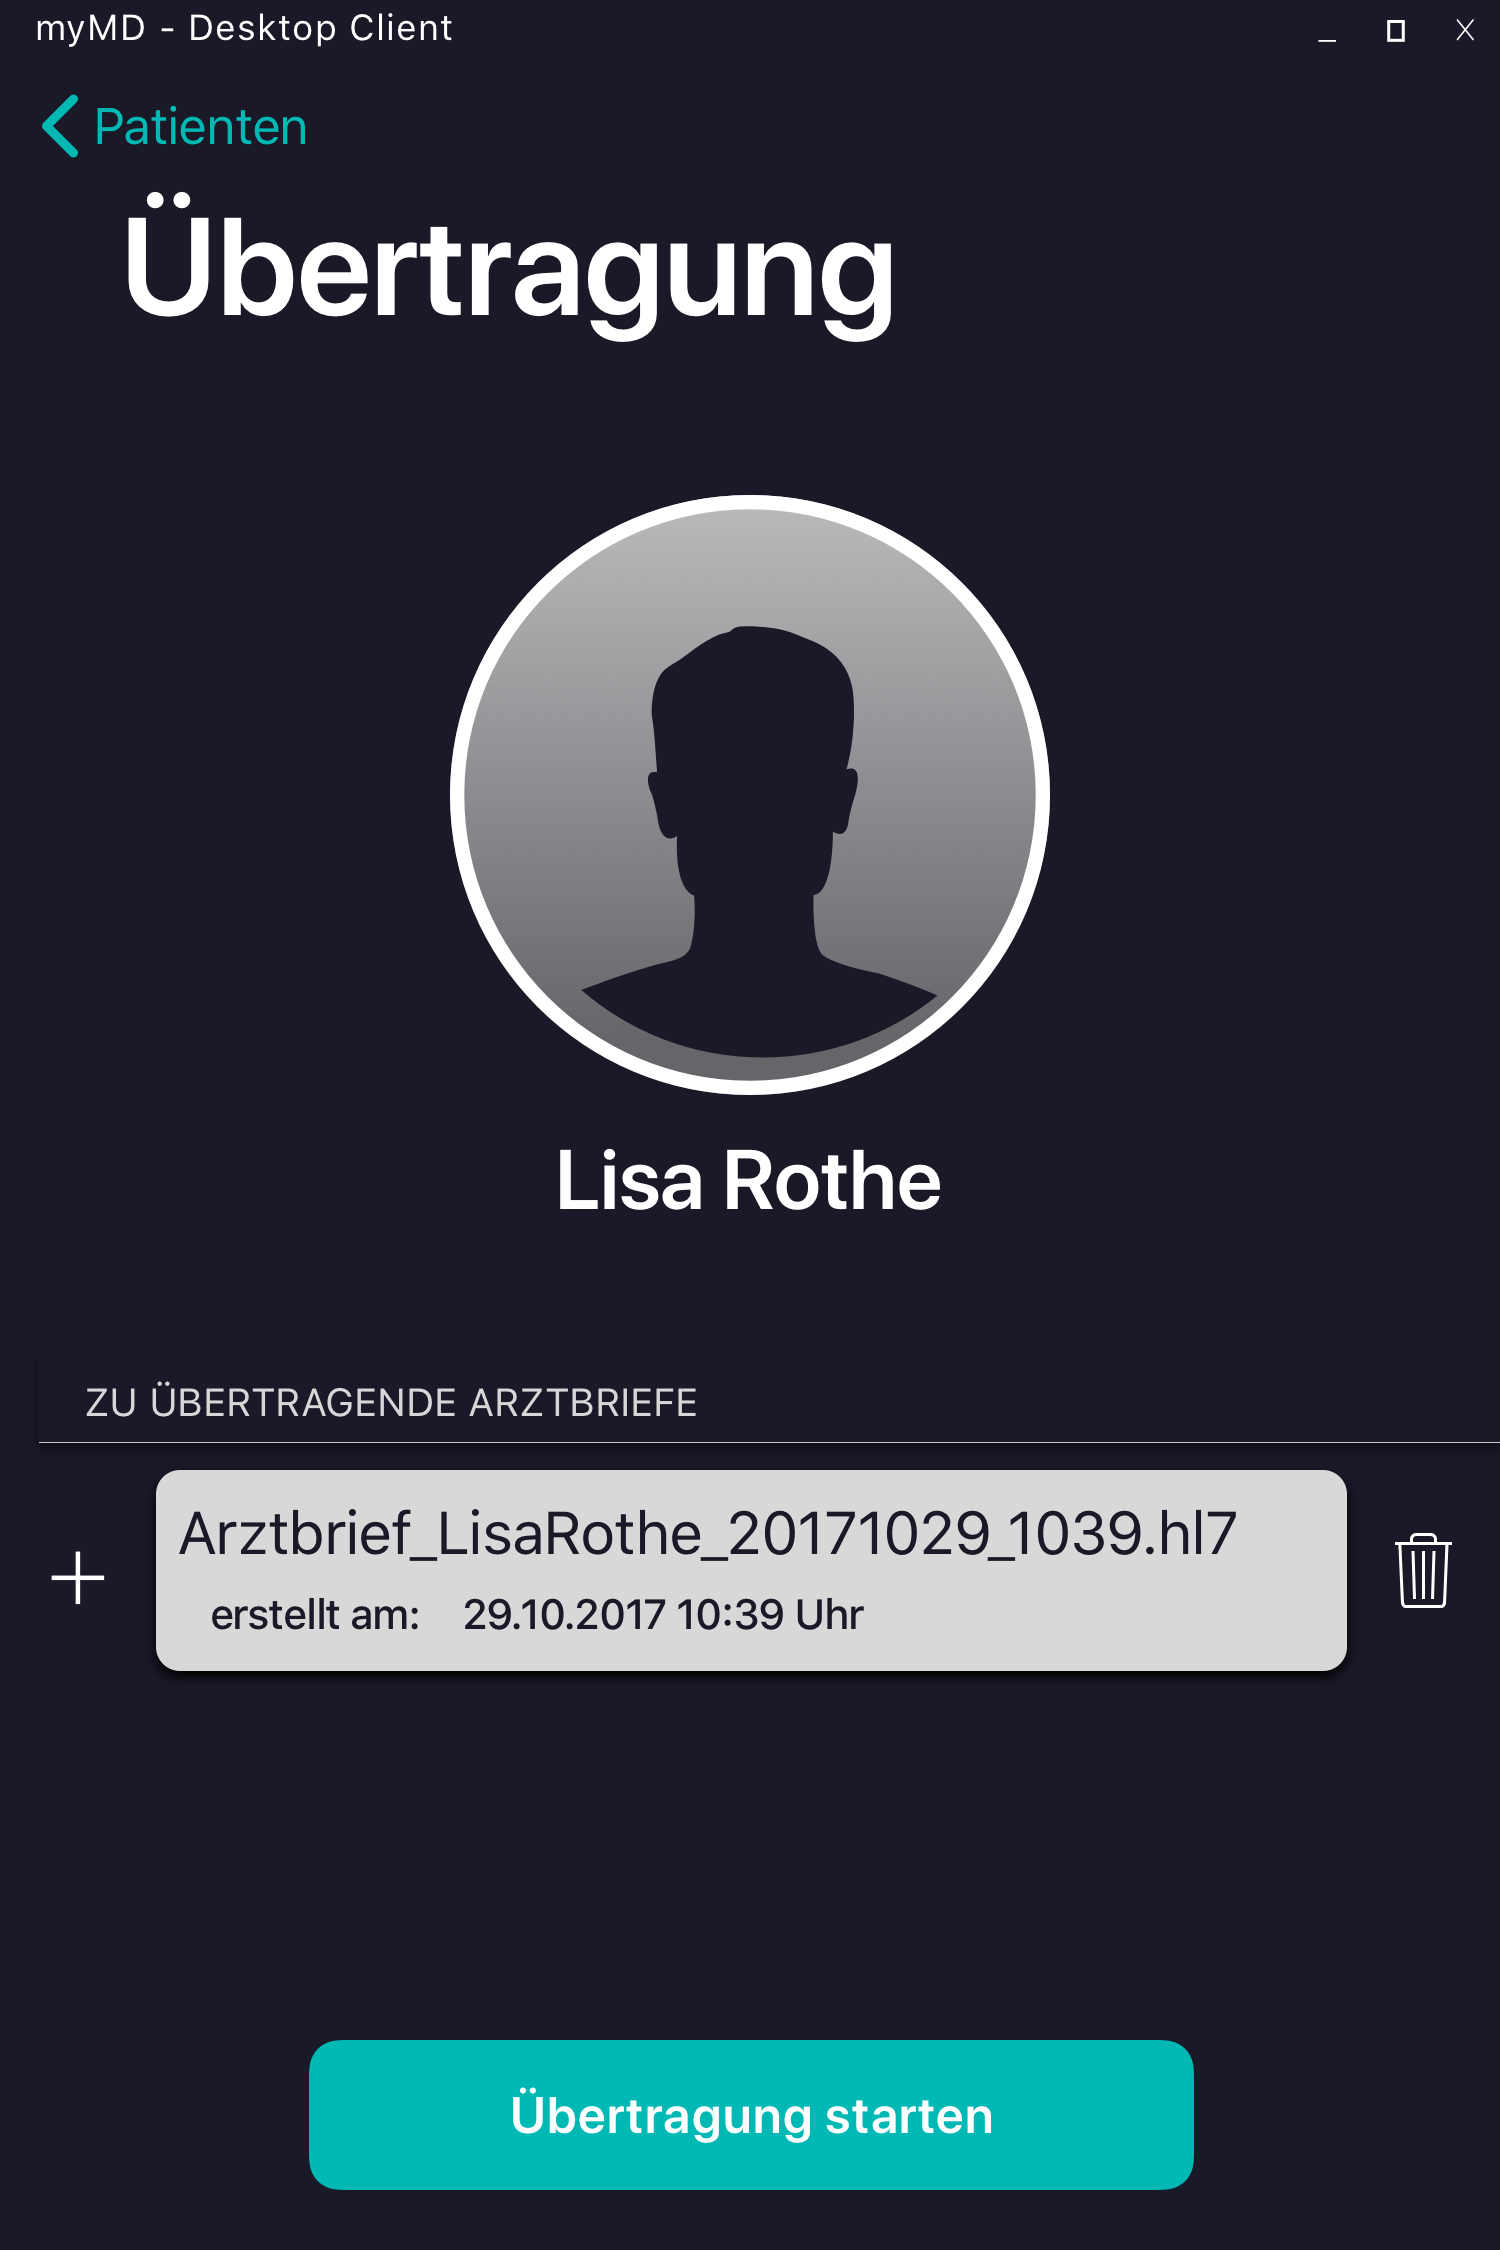 myMD - Desktop Client
Patienten
Übertragung
Lisa Rothe
ZU ÜBERTRAGENDE ARZTBRIEFE
Arztbrief_LisaRothe_20171029_1039.hl7
erstellt am: 29.10.2017 10:39 Uhr
Übertragung starten